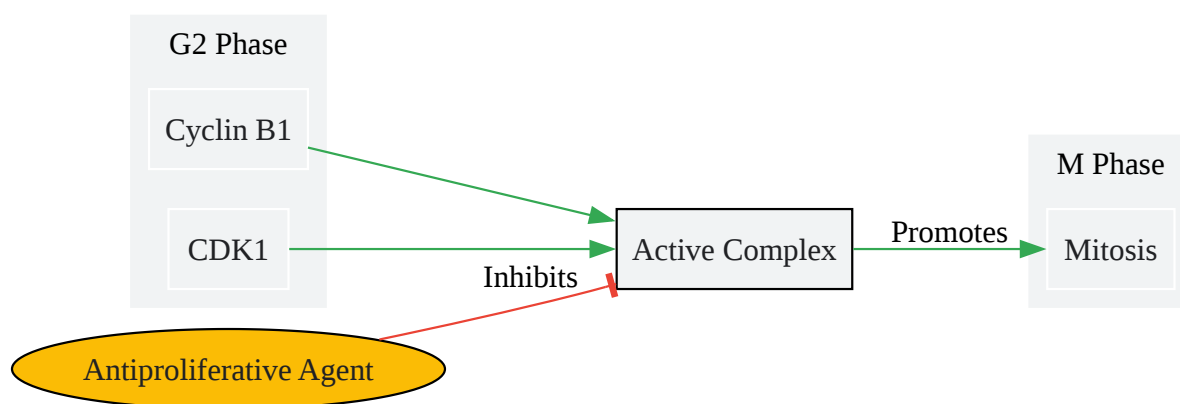 G2 Phase
Cyclin B1
CDK1
Inhibits
Antiproliferative Agent
Active Complex
Promotes
M Phase
Mitosis